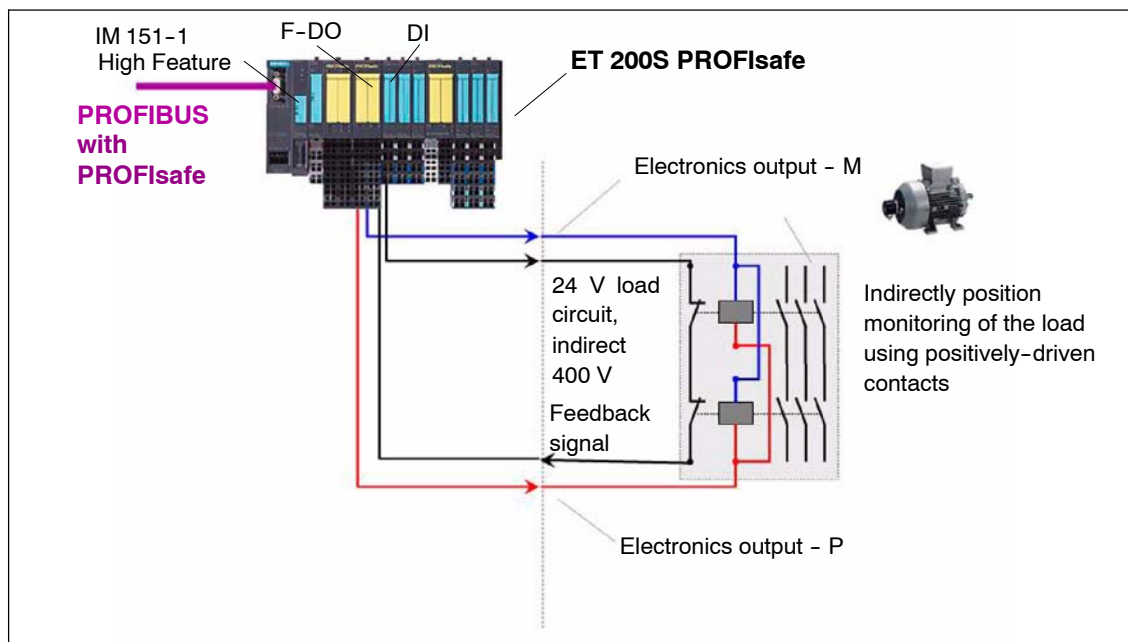 IM 151-1
High Feature
F-DO
DI
ET 200S PROFIsafe
PROFIBUS
with
PROFIsafe
Electronics output - M
24 V load
circuit,
indirect
400 V
Feedback
signal
Indirectly position
monitoring of the load
using positively-driven
contacts
Electronics output - P